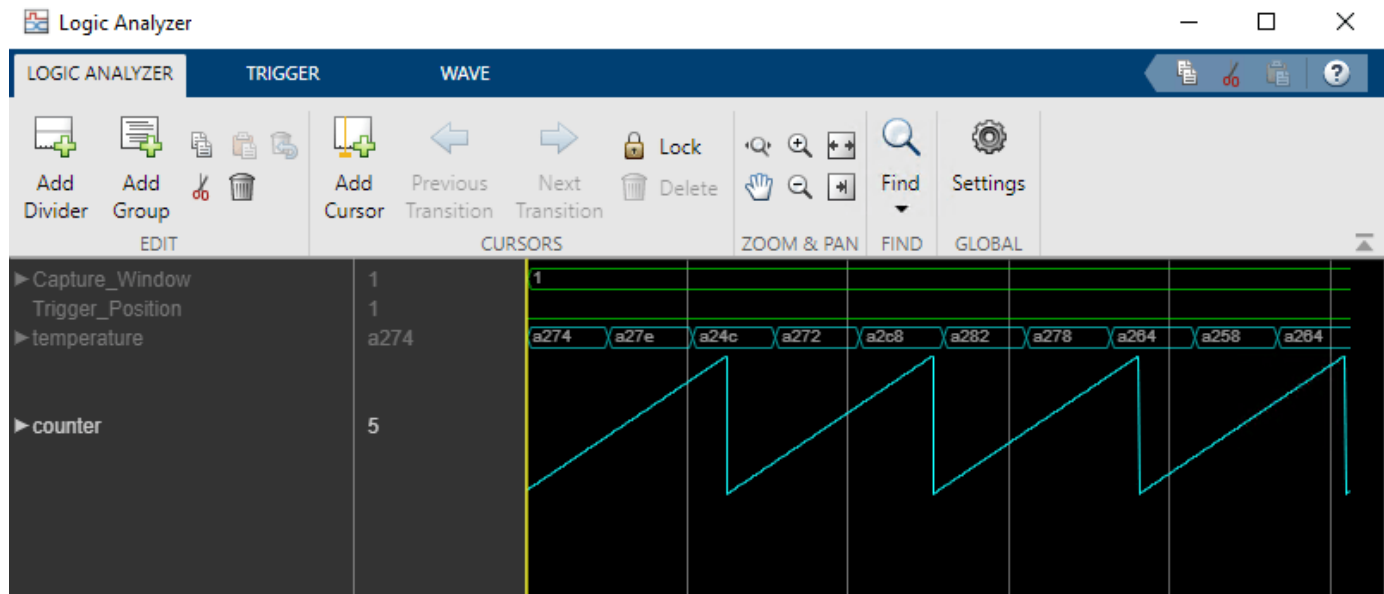 Logic Analyzer
LOGIC ANALYZER TRIGGER WAVE
?
Add Divider
Add Group
Add Cursor
Previous Transition
Next Transition
Lock
Delete
Find
Settings
EDIT CURSORS ZOOM & PAN FIND GLOBAL
Capture_Window 1 1
Trigger_Position 1
temperature a274 a274 a27e a24c a272 a2c8 a282 a278 a264 a258 a264
counter 5